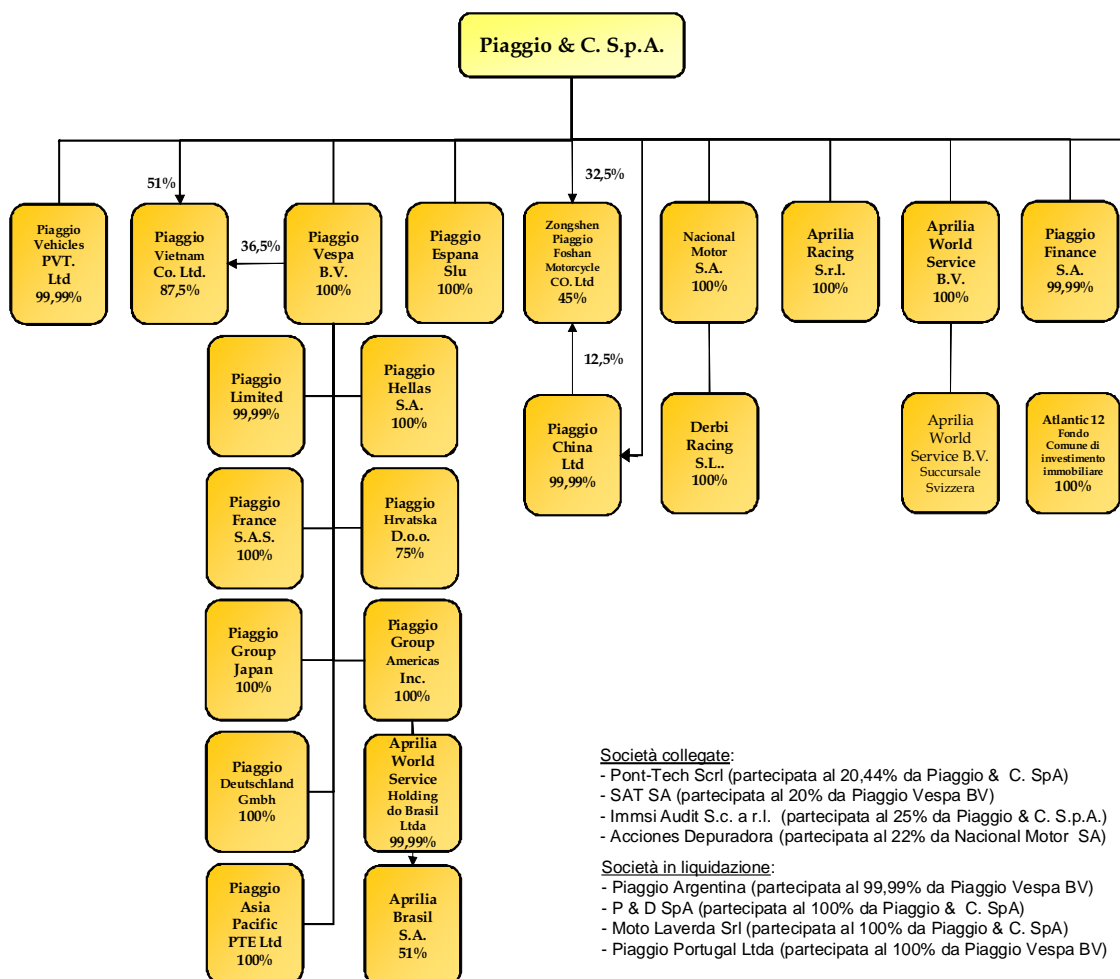 Piaggio & C. S.p.A.
51%
32,5%
Piaggio
Vehicles
PVT.
Ltd
99,99%
Piaggio
Vietnam
Co. Ltd.
87,5%
36,5%
Piaggio
Vespa
B.V.
100%
Piaggio
Espana
Slu
100%
Zongshen
Piaggio
Foshan
Motorcycle
CO. Ltd
45%
Nacional
Motor
S.A.
100%
Aprilia
Racing
S.r.l.
100%
Aprilia
World
Service
B.V.
100%
Piaggio
Finance
S.A.
99,99%
12,5%
Piaggio
Limited
99,99%
Piaggio
Hellas
S.A.
100%
Piaggio
China
Ltd
99,99%
Derbi
Racing
S.L..
100%
Aprilia
World
Service B.V.
Succursale
Svizzera
Atlantic 12
Fondo
Comune di
investimento
immobiliare
100%
Piaggio
France
S.A.S.
100%
Piaggio
Hrvatska
D.o.o.
75%
Piaggio
Group
Japan
100%
Piaggio
Group
Americas
Inc.
100%
Piaggio
Deutschland
Gmbh
100%
Aprilia
World
Service
Holding
do Brasil
Ltda
99,99%
Piaggio
Asia
Pacific
PTE Ltd
100%
Aprilia
Brasil
S.A.
51%
Società collegate:
- Pont-Tech Scrl (partecipata al 20,44% da Piaggio & C. SpA)
- SAT SA (partecipata al 20% da Piaggio Vespa BV)
- Immsi Audit S.c. a r.l. (partecipata al 25% da Piaggio & C. S.p.A.)
- Acciones Depuradora (partecipata al 22% da Nacional Motor SA)
Società in liquidazione:
- Piaggio Argentina (partecipata al 99,99% da Piaggio Vespa BV)
- P & D SpA (partecipata al 100% da Piaggio & C. SpA)
- Moto Laverda Srl (partecipata al 100% da Piaggio & C. SpA)
- Piaggio Portugal Ltda (partecipata al 100% da Piaggio Vespa BV)